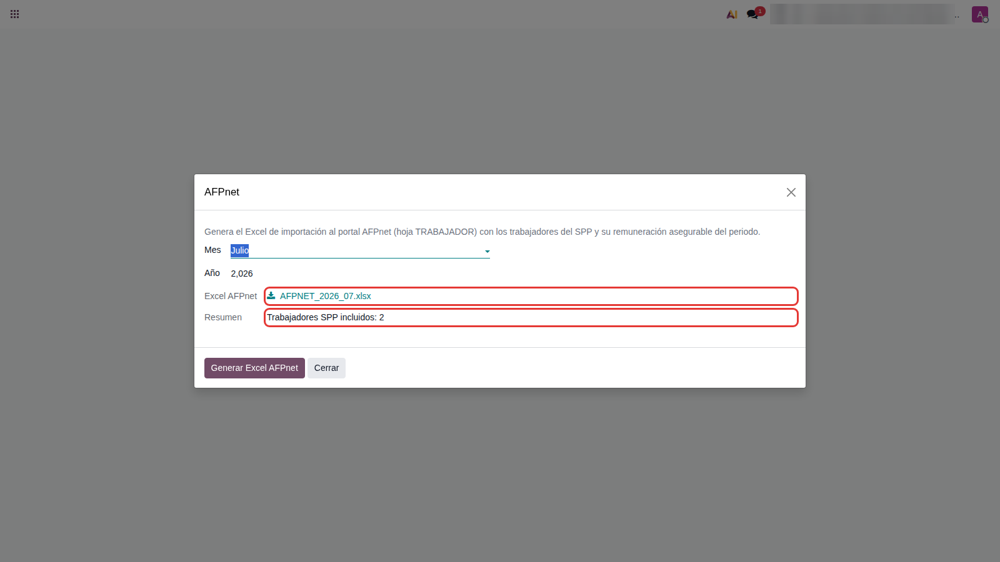 AI
1
..
A
AFPnet
Genera el Excel de importación al portal AFPnet (hoja TRABAJADOR) con los trabajadores del SPP y su remuneración asegurable del periodo.
Mes Julio
Año 2,026
Excel AFPnet AFPNET_2026_07.xlsx
Resumen Trabajadores SPP incluidos: 2
Generar Excel AFPnet Cerrar